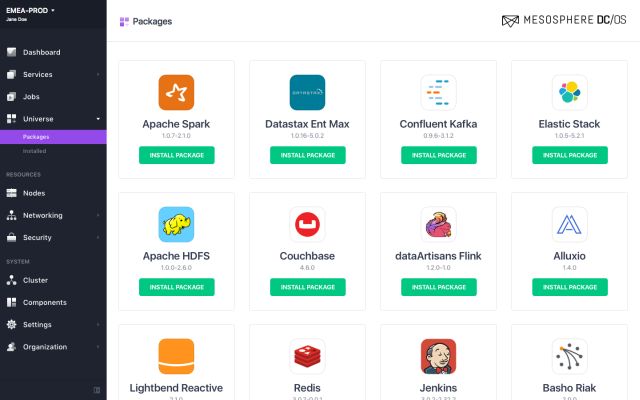 EMEA-PROD
Jane Doe
Dashboard
Services
Jobs
Universe
Packages
Installed
RESOURCES
Nodes
Networking
Security
SYSTEM
Cluster
Components
Settings
Organization
Packages
MESOSPHERE DC/OS
DATASTAX
Apache Spark
1.0.7-2.1.0
INSTALL PACKAGE
Datastax Ent Max
1.0.16-5.0.2
INSTALL PACKAGE
Confluent Kafka
0.9.6-3.1.2
INSTALL PACKAGE
Elastic Stack
1.0.5-5.2.1
INSTALL PACKAGE
Apache HDFS
1.0.0-2.6.0
INSTALL PACKAGE
Couchbase
4.6.0
INSTALL PACKAGE
dataArtisans Flink
1.2.0-1.0
INSTALL PACKAGE
Alluxio
1.4.0
INSTALL PACKAGE
Lightbend Reactive
Redis
Jenkins
Basho Riak